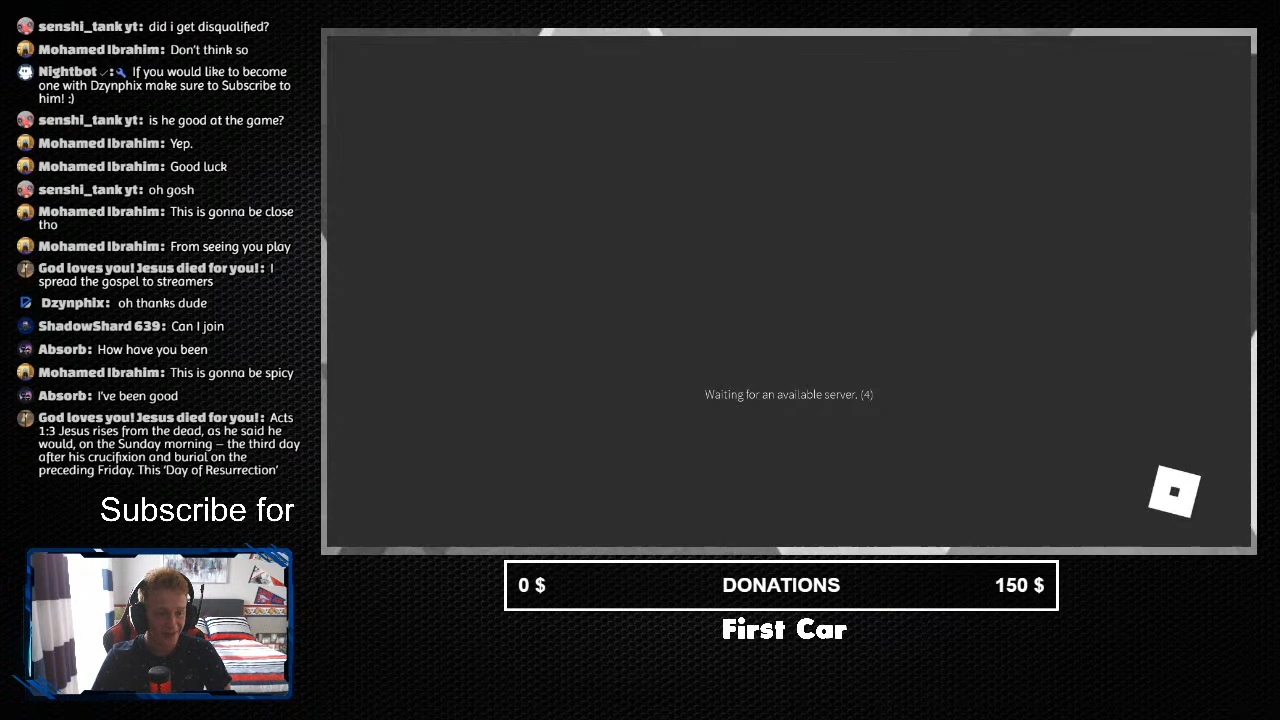 senshi_tank yt: did i get disqualified?
Mohamed Ibrahim: Don't think so
Nightbot: If you would like to become
one with Dzynphix make sure to Subscribe to
him! :)
senshi_tank yt: is he good at the game?
Mohamed Ibrahim: Yep.
Mohamed Ibrahim: Good luck
senshi_tank yt: oh gosh
Mohamed Ibrahim: This is gonna be close
tho
Mohamed Ibrahim: From seeing you play
God loves you! Jesus died for you!: I
spread the gospel to streamers
Dzynphix: oh thanks dude
ShadowShard 639: Can I join
Absorb: How have you been
Mohamed Ibrahim: This is gonna be spicy
Absorb: I've been good
God loves you! Jesus died for you!: Acts
1:3 Jesus rises from the dead, as he said he
would, on the Sunday morning – the third day
after his crucifixion and burial on the
preceding Friday. This 'Day of Resurrection'
Subscribe for
Waiting for an available server. (4)
0 $ DONATIONS 150 $
First Car